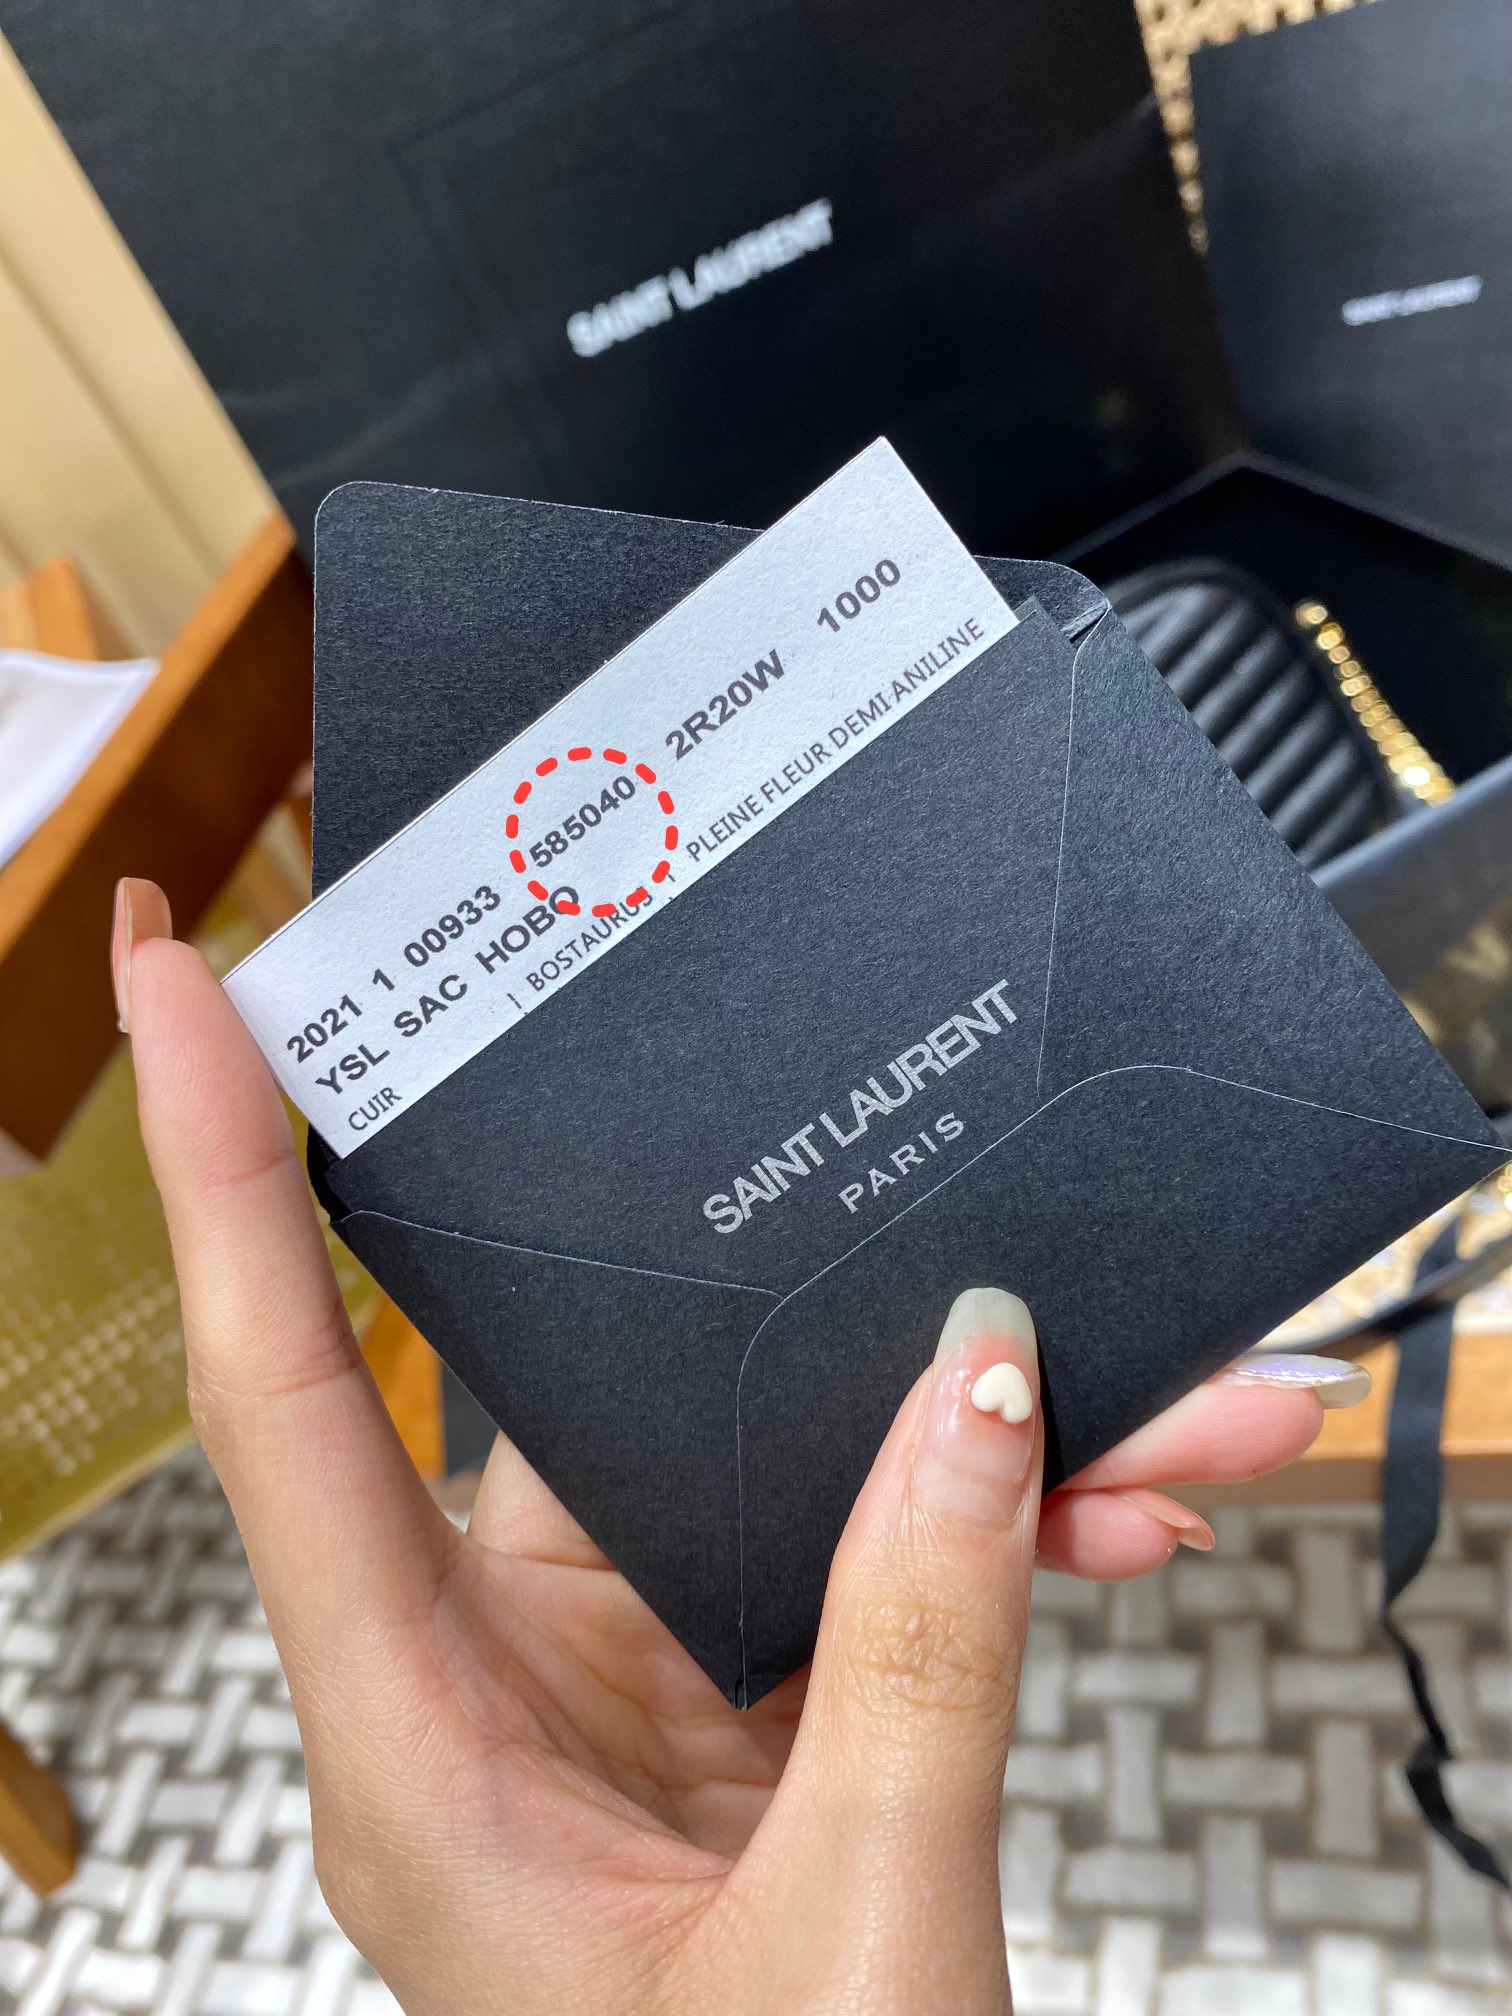 SAINT LAURENT
SAINT LAURENT
2021 1 00933 585040 2R20W 1000
YSL SAC HOBO
CUIR | BOSTAURUS | PLEINE FLEUR DEMI ANILINE
SAINT LAURENT
PARIS